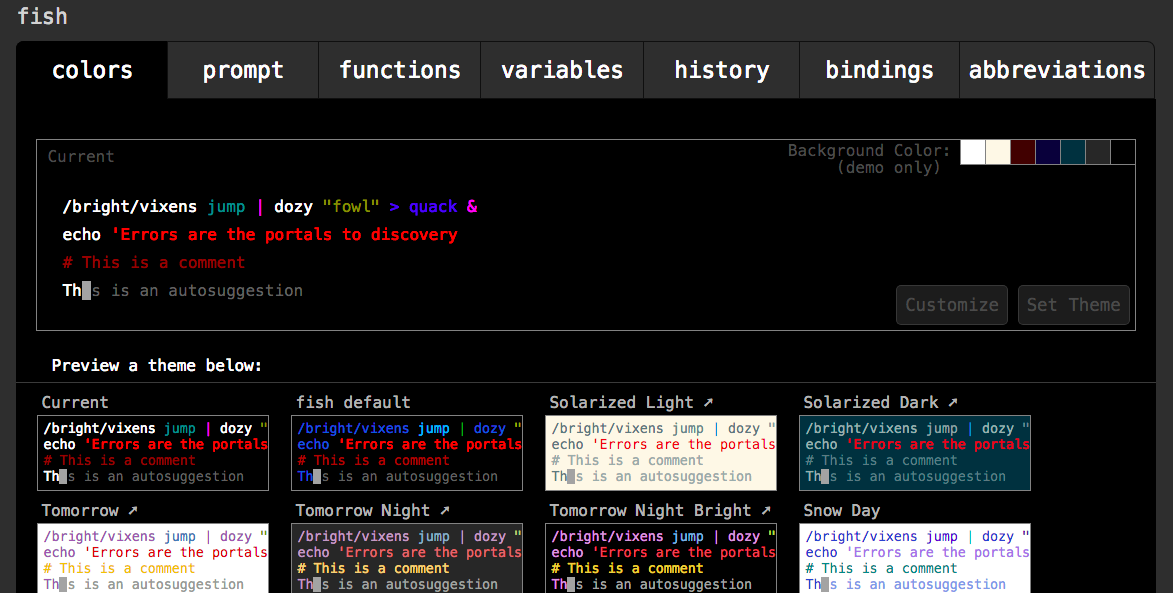 fish
colors prompt functions variables history bindings abbreviations
Current
Background Color:
(demo only)
/bright/vixens jump | dozy "fowl" > quack &
echo 'Errors are the portals to discovery
# This is a comment
Th s is an autosuggestion
Customize Set Theme
Preview a theme below:
Current fish default Solarized Light ➚ Solarized Dark ➚
/bright/vixens jump | dozy " /bright/vixens jump | dozy " /bright/vixens jump | dozy " /bright/vixens jump | dozy "
echo 'Errors are the portals echo 'Errors are the portals echo 'Errors are the portals echo 'Errors are the portals
# This is a comment # This is a comment # This is a comment # This is a comment
Th s is an autosuggestion Th s is an autosuggestion Th s is an autosuggestion Th s is an autosuggestion
Tomorrow ➚ Tomorrow Night ➚ Tomorrow Night Bright ➚ Snow Day
/bright/vixens jump | dozy " /bright/vixens jump | dozy " /bright/vixens jump | dozy " /bright/vixens jump | dozy "
echo 'Errors are the portals echo 'Errors are the portals echo 'Errors are the portals echo 'Errors are the portals
# This is a comment # This is a comment # This is a comment # This is a comment
Th s is an autosuggestion Th s is an autosuggestion Th s is an autosuggestion Th s is an autosuggestion